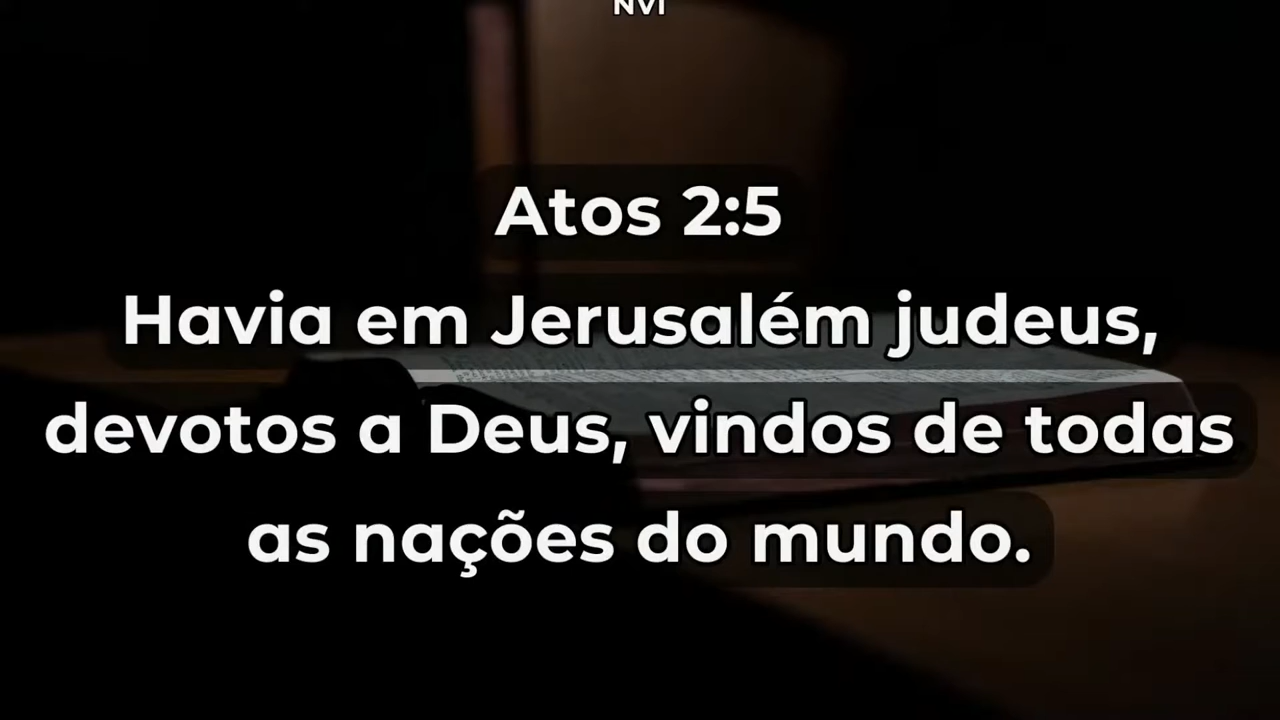 NVI
Atos 2:5
Havia em Jerusalém judeus,
devotos a Deus, vindos de todas
as nações do mundo.